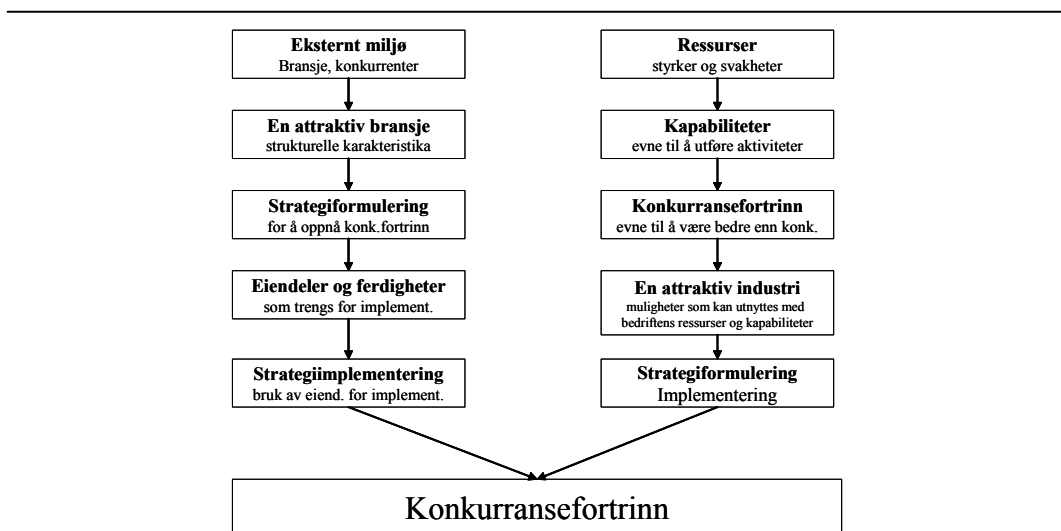 Eksternt miljø
Bransje, konkurrenter
En attraktiv bransje
strukturelle karakteristika
Strategiformulering
for å oppnå konk.fortrinn
Eiendeler og ferdigheter
som trengs for implement.
Strategiimplementering
bruk av eiend. for implement.
Ressurser
styrker og svakheter
Kapabiliteter
evne til å utføre aktiviteter
Konkurransefortrinn
evne til å være bedre enn konk.
En attraktiv industri
muligheter som kan utnyttes med
bedriftens ressurser og kapabiliteter
Strategiformulering
Implementering
Konkurransefortrinn